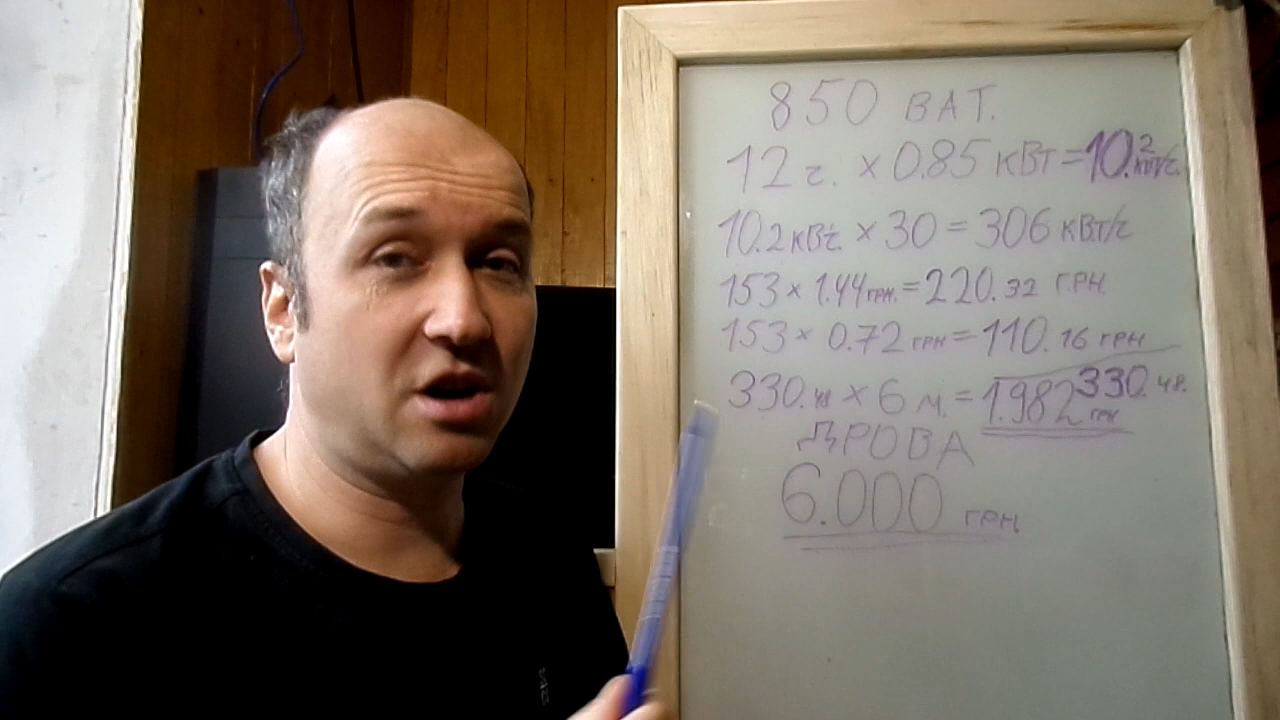 850 ВАТ.
12 г. × 0.85 кВт = 10.2 кВт/г.
10.2 кВт. × 30 = 306 кВт/г
153 × 1.44 грн. = 220.32 ГРН.
153 × 0.72 грн = 110.16 грн
330.48.
330.48 × 6 м. = 1.982 грн
ДРОВА
6.000 грн.